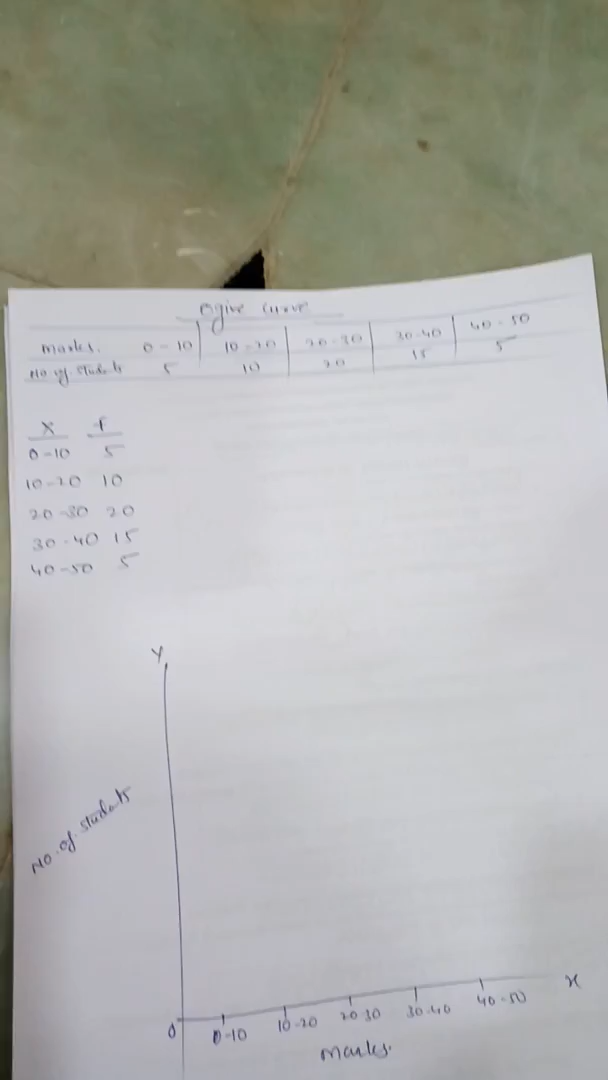 Ogive curve
Marks. 0-10 10-20 20-30 30-40 40-50
No of students 5 10 20 15 5
X f
0-10 5
10-20 10
20-30 20
30-40 15
40-50 5
Y
No. of students
0 0-10 10-20 20-30 30-40 40-50 X
Marks.